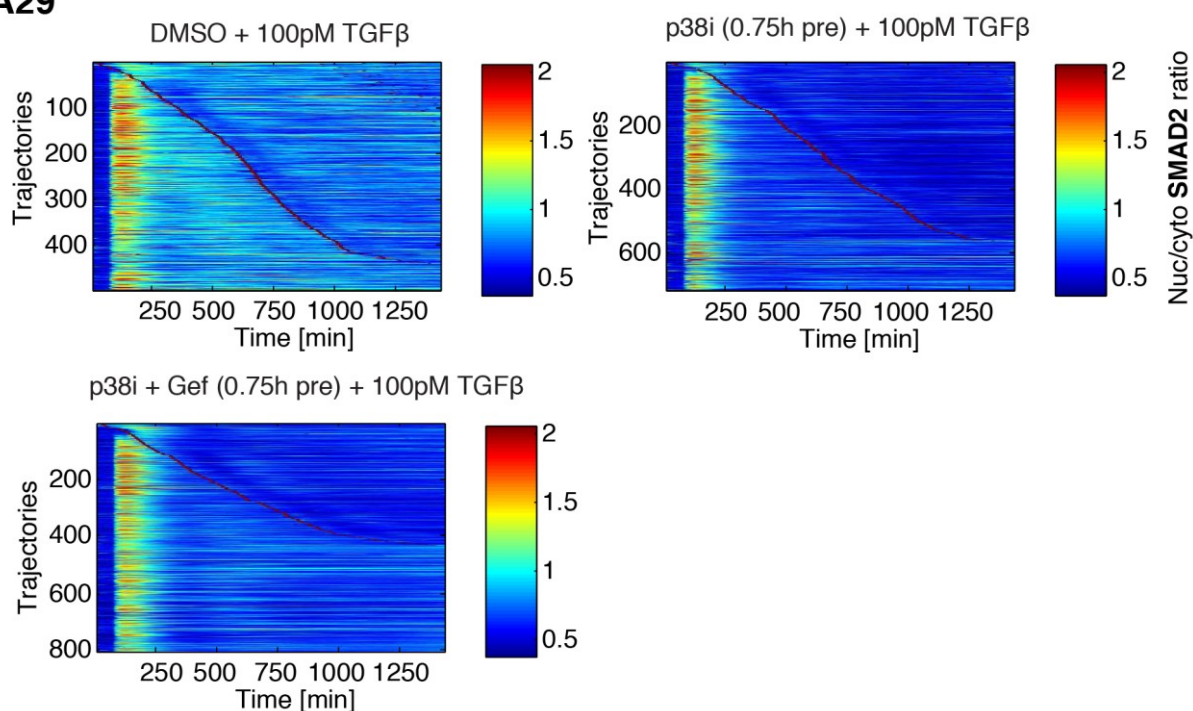 A29
DMSO + 100pM TGFβ
Trajectories
100
200
300
400
250 500 750 1000 1250
Time [min]
2
1.5
1
0.5
p38i (0.75h pre) + 100pM TGFβ
Trajectories
200
400
600
250 500 750 1000 1250
Time [min]
2
1.5
1
0.5
Nuc/cyto SMAD2 ratio
p38i + Gef (0.75h pre) + 100pM TGFβ
Trajectories
200
400
600
800
250 500 750 1000 1250
Time [min]
2
1.5
1
0.5